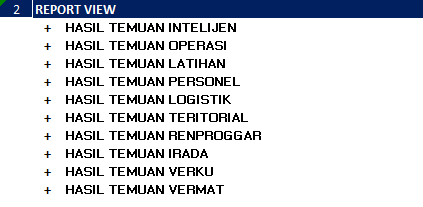 2 REPORT VIEW
+ HASIL TEMUAN INTELIJEN
+ HASIL TEMUAN OPERASI
+ HASIL TEMUAN LATIHAN
+ HASIL TEMUAN PERSONEL
+ HASIL TEMUAN LOGISTIK
+ HASIL TEMUAN TERITORIAL
+ HASIL TEMUAN RENPROGGAR
+ HASIL TEMUAN IRADA
+ HASIL TEMUAN VERKU
+ HASIL TEMUAN VERMAT